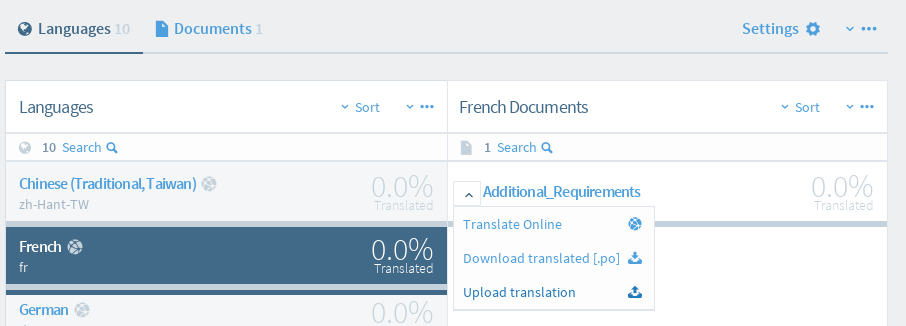 Languages 10 Documents 1 Settings
Languages Sort French Documents Sort
10 Search 1 Search
Chinese (Traditional, Taiwan) 0.0% Additional_Requirements 0.0%
zh-Hant-TW Translated Translated
Translate Online
French 0.0%
fr Translated
Download translated [.po]
Upload translation
German 0.0%